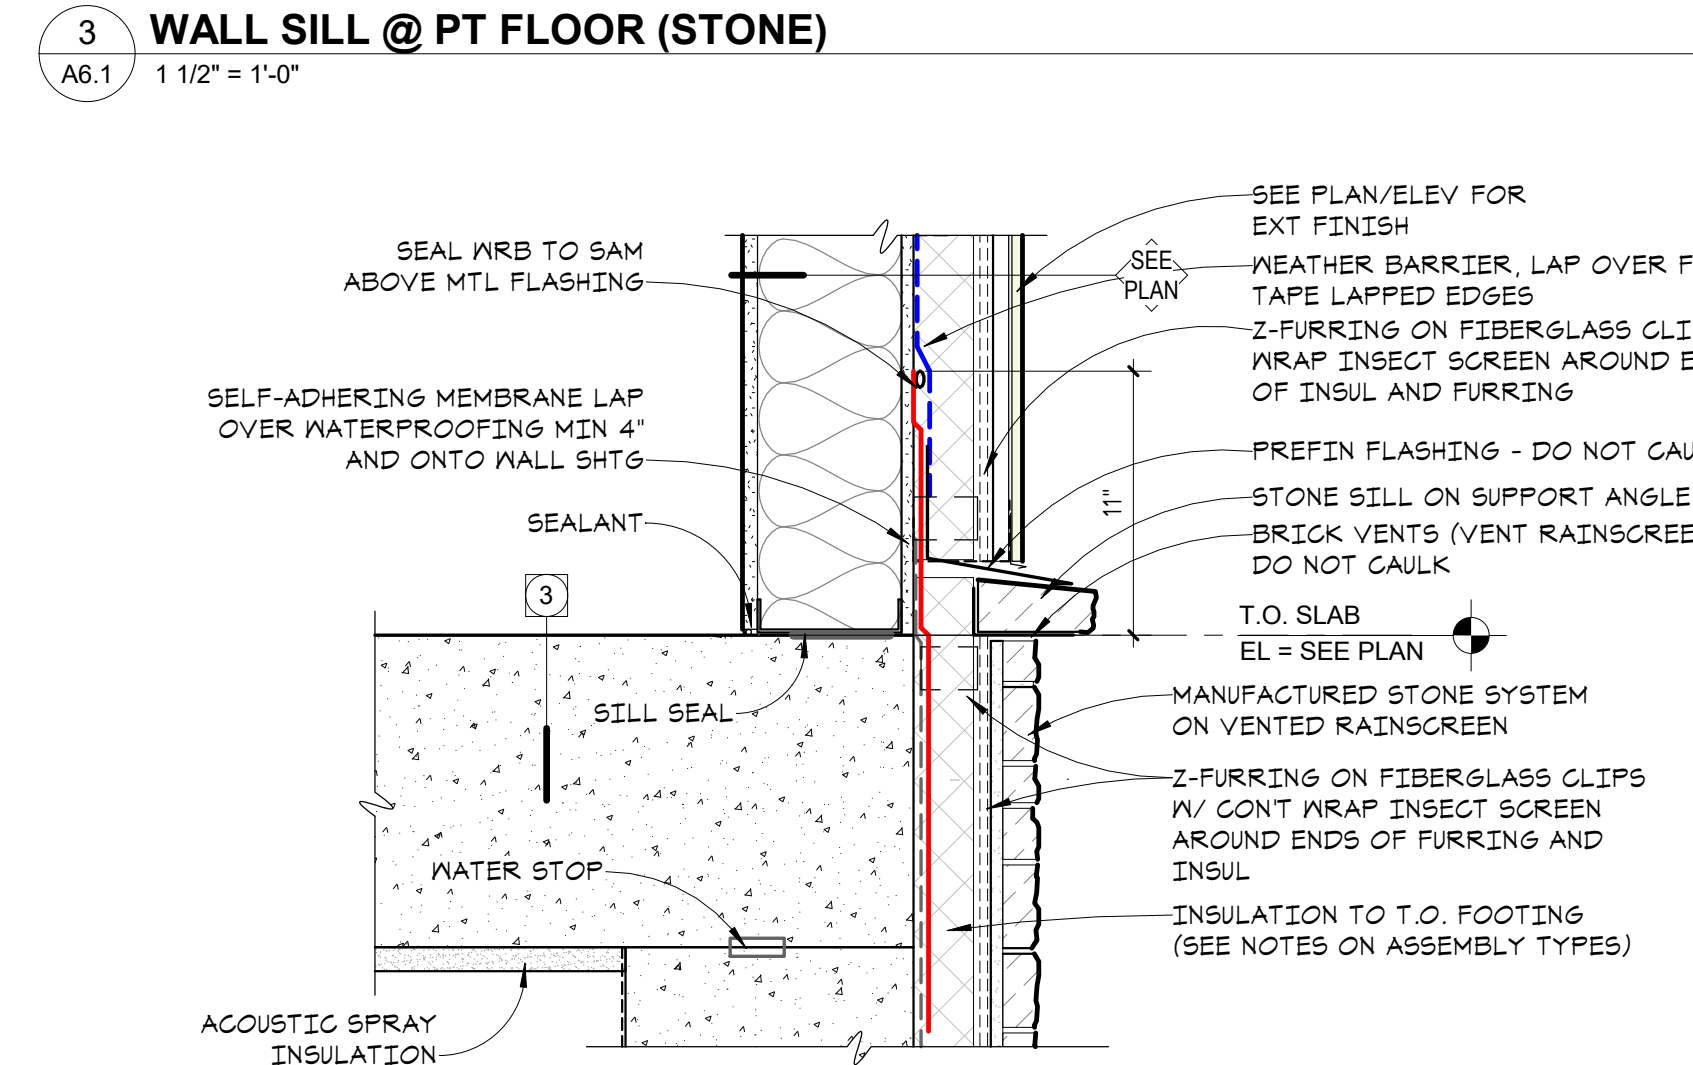 3
WALL SILL @ PT FLOOR (STONE)
A6.1
1 1/2" = 1'-0"
SEAL WRB TO SAM
ABOVE MTL FLASHING
SELF-ADHERING MEMBRANE LAP
OVER WATERPROOFING MIN 4"
AND ONTO WALL SHTG
SEALANT
3
SILL SEAL
WATER STOP
ACOUSTIC SPRAY
INSULATION
SEE
PLAN
11"
SEE PLAN/ELEV FOR
EXT FINISH
WEATHER BARRIER, LAP OVER
TAPE LAPPED EDGES
Z-FURRING ON FIBERGLASS
WRAP INSECT SCREEN AROUND
OF INSUL AND FURRING
PREFIN FLASHING - DO NOT
STONE SILL ON SUPPORT ANGLE
BRICK VENTS (VENT
DO NOT CAULK
T.O. SLAB
EL = SEE PLAN
MANUFACTURED STONE SYSTEM
ON VENTED RAINSCREEN
Z-FURRING ON FIBERGLASS CLIPS
W/ CON'T WRAP INSECT SCREEN
AROUND ENDS OF FURRING AND
INSUL
INSULATION TO T.O. FOOTING
(SEE NOTES ON ASSEMBLY TYPES)